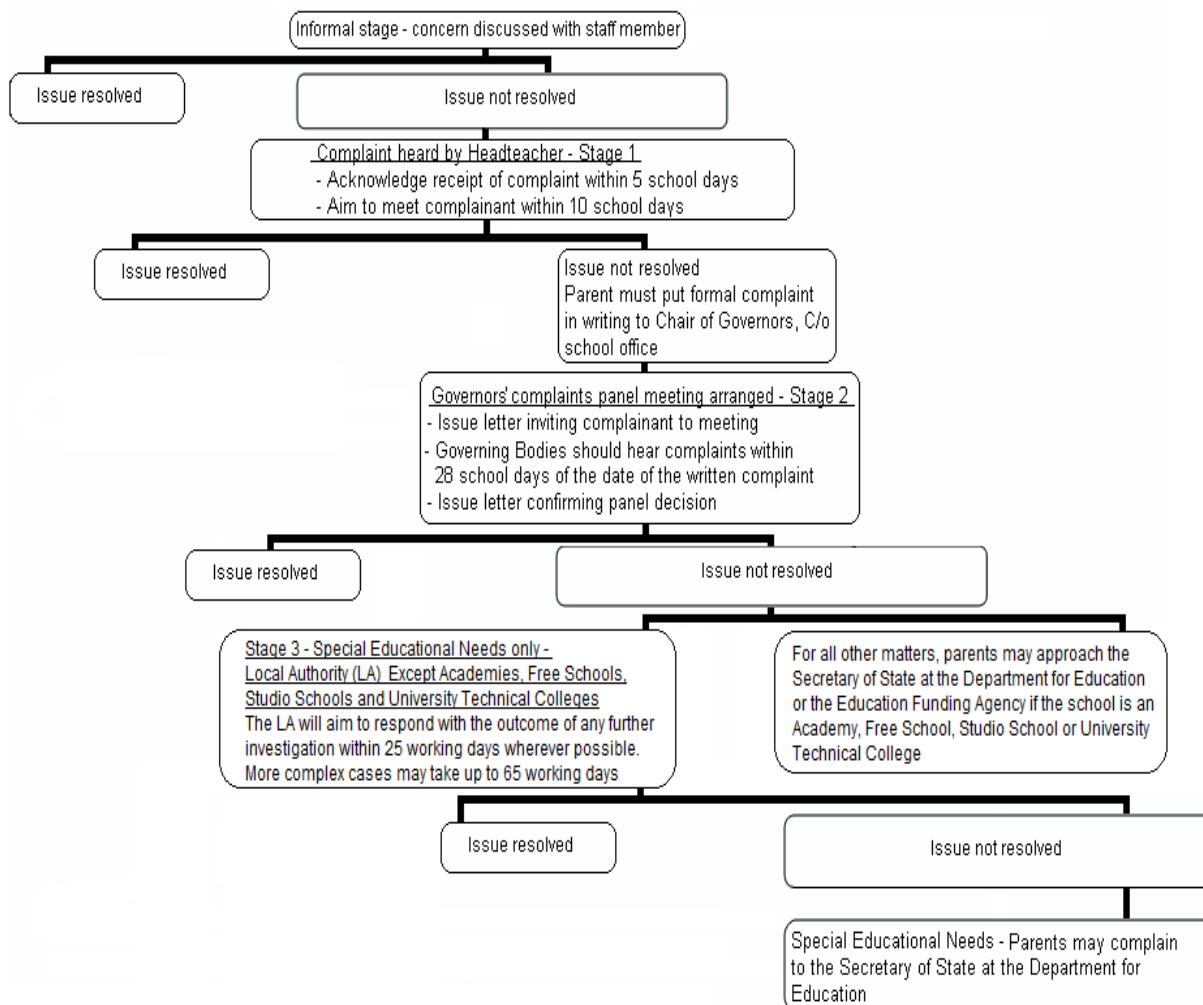 Informal stage - concern discussed with staff member
Issue resolved
Issue not resolved
Complaint heard by Headteacher - Stage 1
- Acknowledge receipt of complaint within 5 school days
- Aim to meet complainant within 10 school days
Issue resolved
Issue not resolved
Parent must put formal complaint
in writing to Chair of Governors, C/o
school office
Governors' complaints panel meeting arranged - Stage 2
- Issue letter inviting complainant to meeting
- Governing Bodies should hear complaints within
28 school days of the date of the written complaint
- Issue letter confirming panel decision
Issue resolved
Issue not resolved
Stage 3 - Special Educational Needs only -
Local Authority (LA) Except Academies, Free Schools,
Studio Schools and University Technical Colleges
The LA will aim to respond with the outcome of any further
investigation within 25 working days wherever possible.
More complex cases may take up to 65 working days
For all other matters, parents may approach the
Secretary of State at the Department for Education
or the Education Funding Agency if the school is an
Academy, Free School, Studio School or University
Technical College
Issue resolved
Issue not resolved
Special Educational Needs - Parents may complain
to the Secretary of State at the Department for
Education